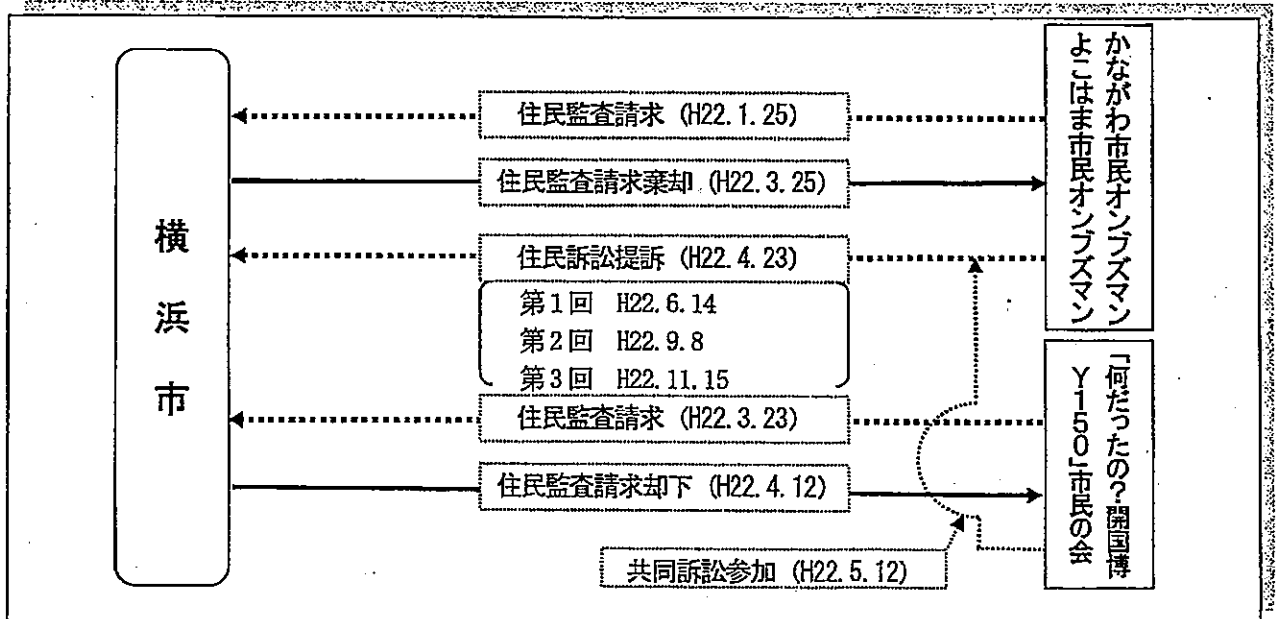 横浜市
住民監査請求 (H22.1.25)
住民監査請求棄却 (H22.3.25)
住民訴訟提訴 (H22.4.23)
第1回 H22.6.14
第2回 H22.9.8
第3回 H22.11.15
住民監査請求 (H22.3.23)
住民監査請求却下 (H22.4.12)
共同訴訟参加 (H22.5.12)
かながわ市民オンブズマン
よこはま市民オンブズマン
「何だったの?開国博
Y150」市民の会